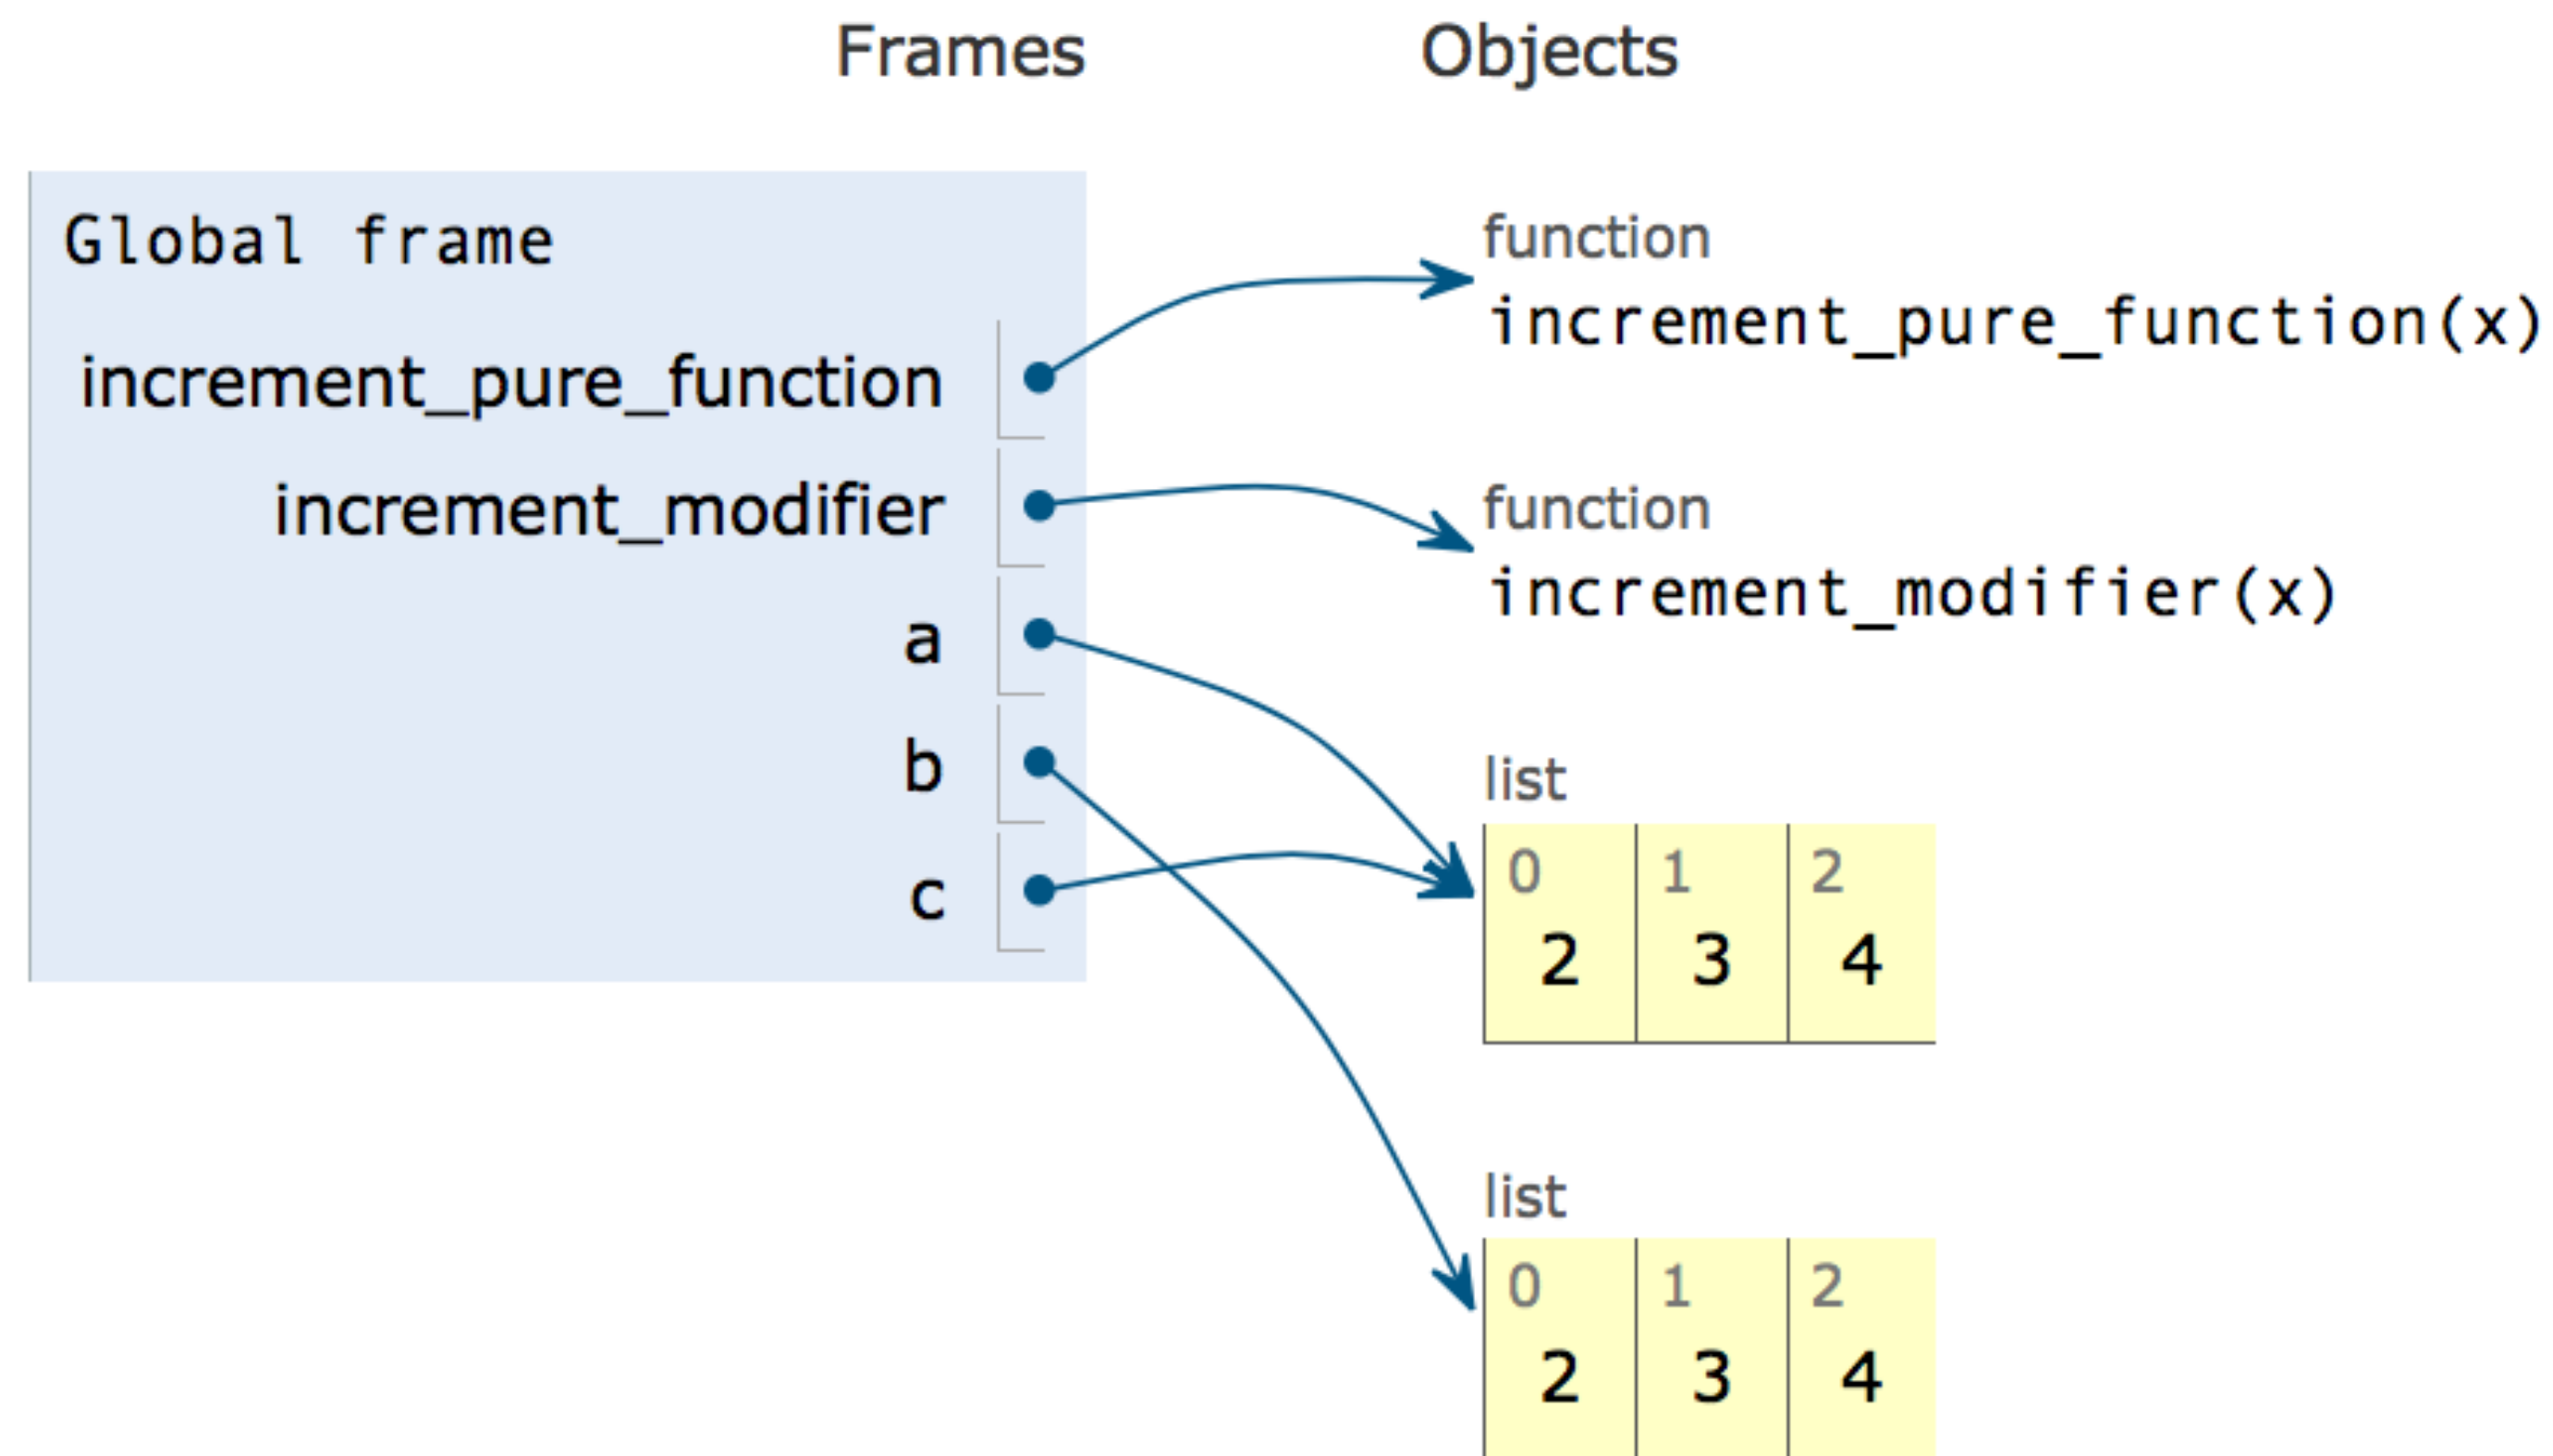 Frames
Objects
Global frame
increment_pure_function
increment_modifier
a
b
c
function
increment_pure_function(x)
function
increment_modifier(x)
list
0 1 2
2 3 4
list
0 1 2
2 3 4